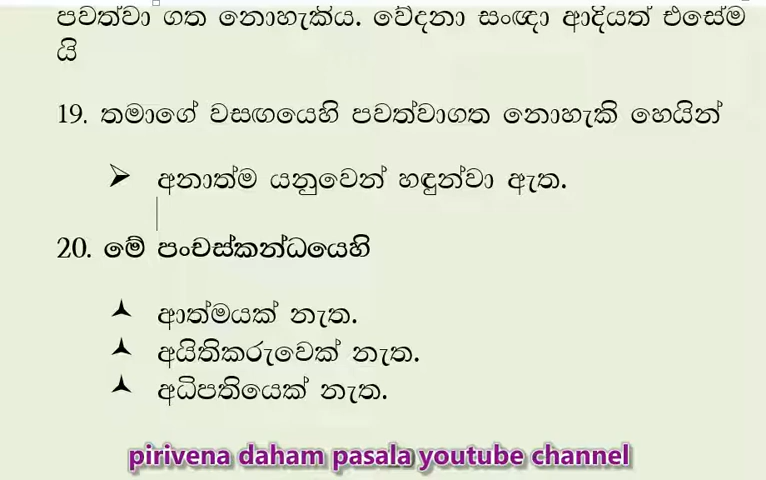 පවත්වා ගත නොහැකිය. වේදනා සංඥා ආදියත් එසේම
යි
19. තමාගේ වසඟයෙහි පවත්වාගත නොහැකි හෙයින්
➢ අනාත්ම යනුවෙන් හඳුන්වා ඇත.
20. මේ පංචස්කන්ධයෙහි
ආත්මයක් නැත.
අයිතිකරුවෙක් නැත.
අධිපතියෙක් නැත.
pirivena daham pasala youtube channel